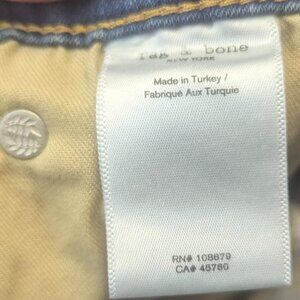 rag & bone
NEW YORK
Made in Turkey /
Fabriqué Aux Turquie
RN# 108679
CA# 45760